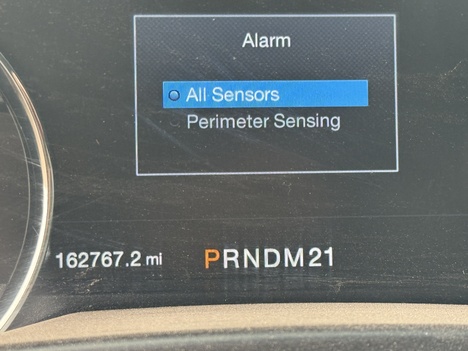 Alarm
All Sensors
Perimeter Sensing
162767.2 mi PRNDM21